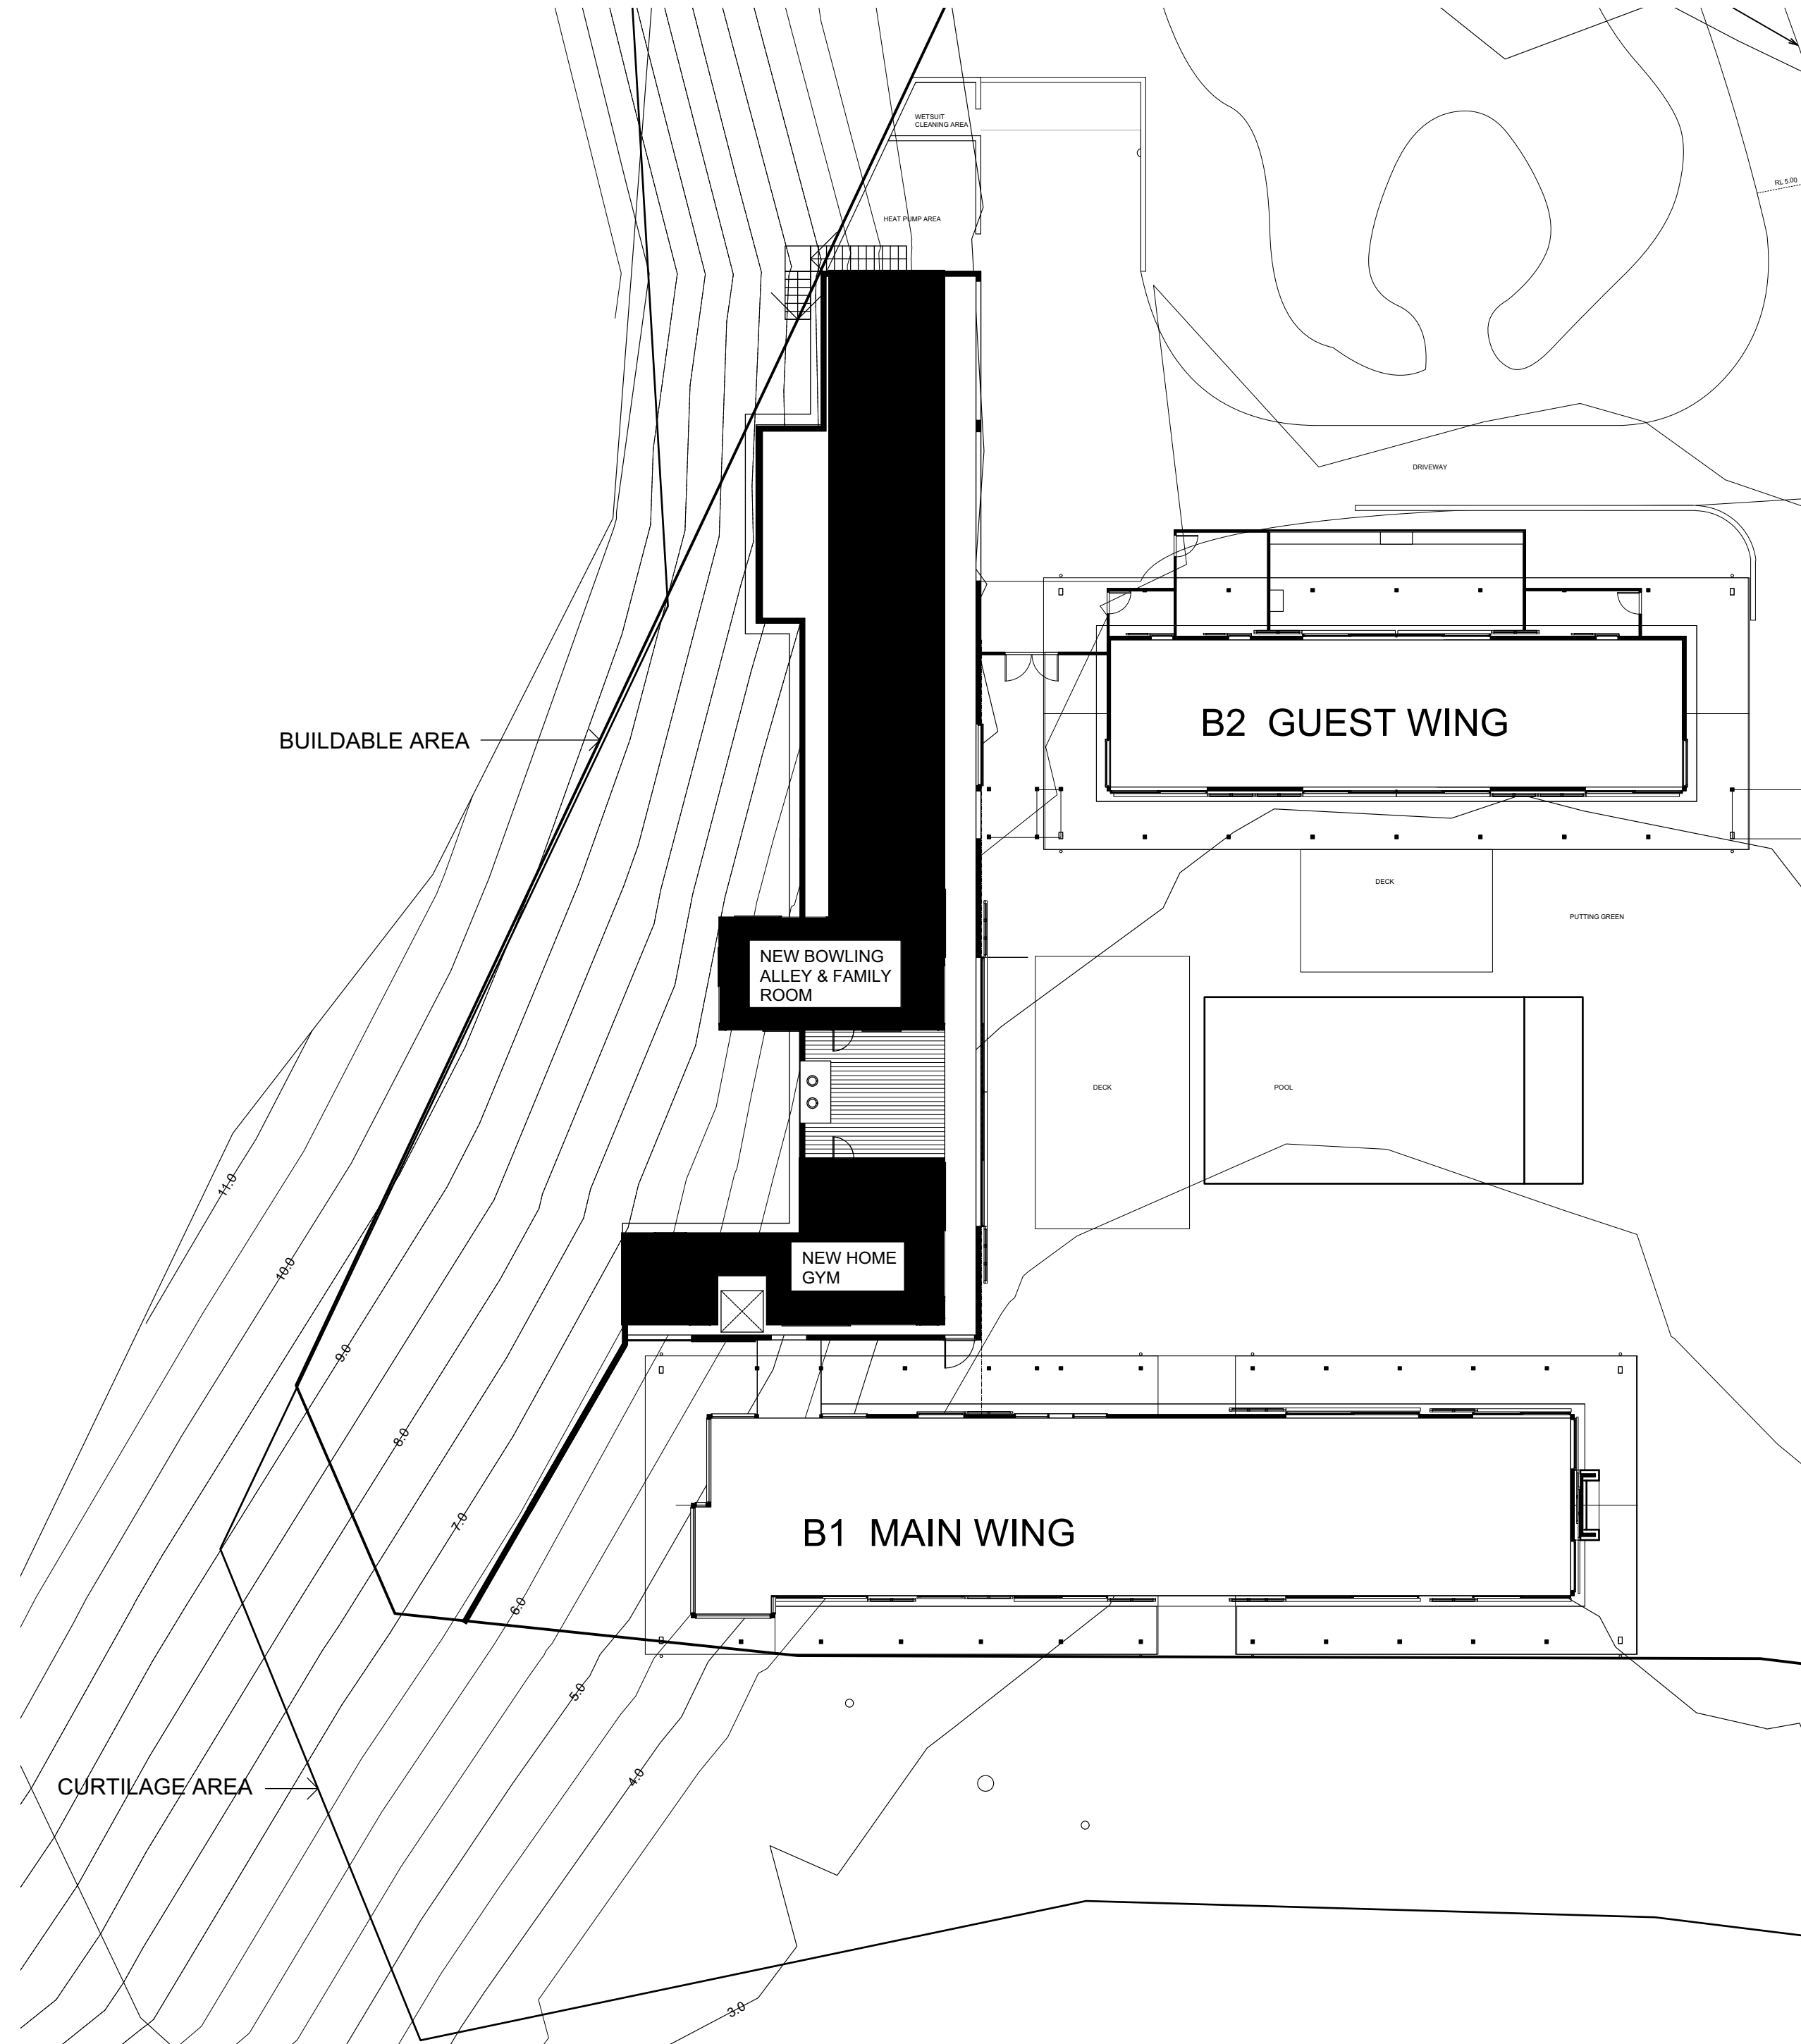 WETSUIT
CLEANING AREA
RL 5.00
HEAT PUMP AREA
DRIVEWAY
BUILDABLE AREA
B2 GUEST WING
DECK
PUTTING GREEN
NEW BOWLING
ALLEY & FAMILY
ROOM
DECK
POOL
11.0
10.0
NEW HOME
GYM
9.0
8.0
7.0
B1 MAIN WING
6.0
5.0
4.0
CURTILAGE AREA
3.0